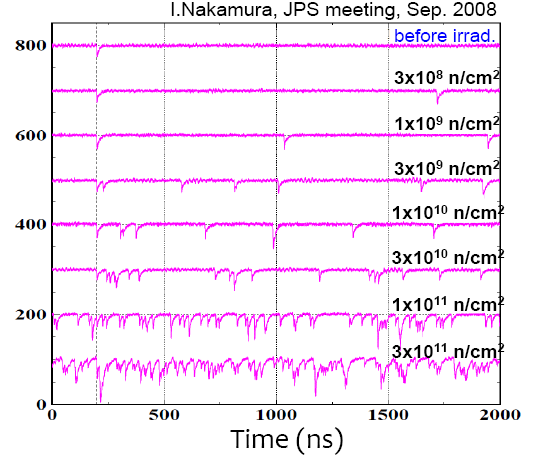 I.Nakamura, JPS meeting, Sep. 2008
800
before irrad.
3x10⁸ n/cm²
600
1x10⁹ n/cm²
3x10⁹ n/cm²
400
1x10¹⁰ n/cm²
3x10¹⁰ n/cm²
200
1x10¹¹ n/cm²
3x10¹¹ n/cm²
0
0 500 1000 1500 2000
Time (ns)